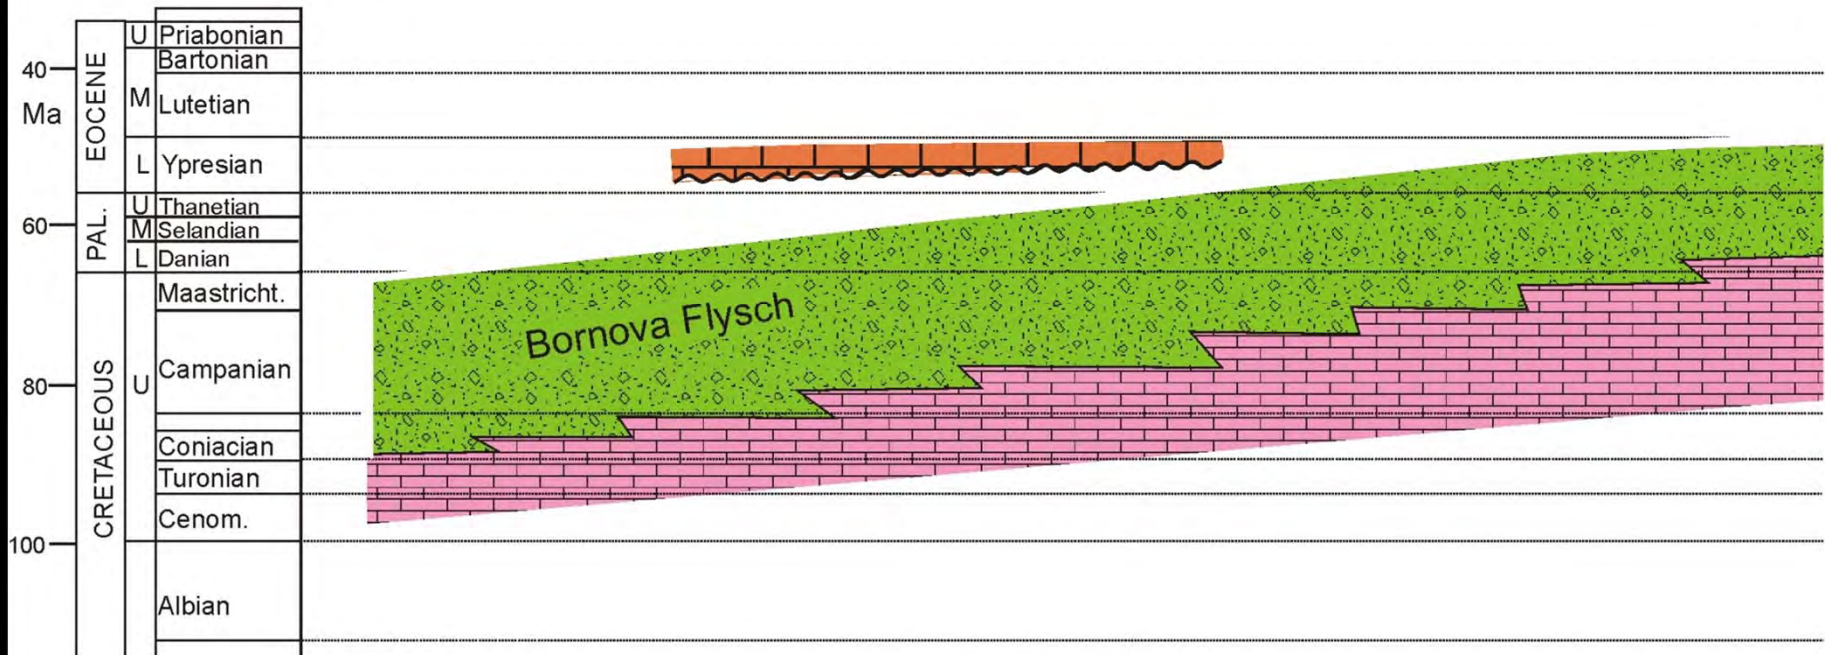 U Priabonian
Bartonian
40
Ma
M Lutetian
EOCENE
L Ypresian
U Thanetian
60
M Selandian
PAL.
L Danian
Maastricht.
Bornova Flysch
Campanian
80
U
CRETACEOUS
Coniacian
Turonian
Cenom.
100
Albian